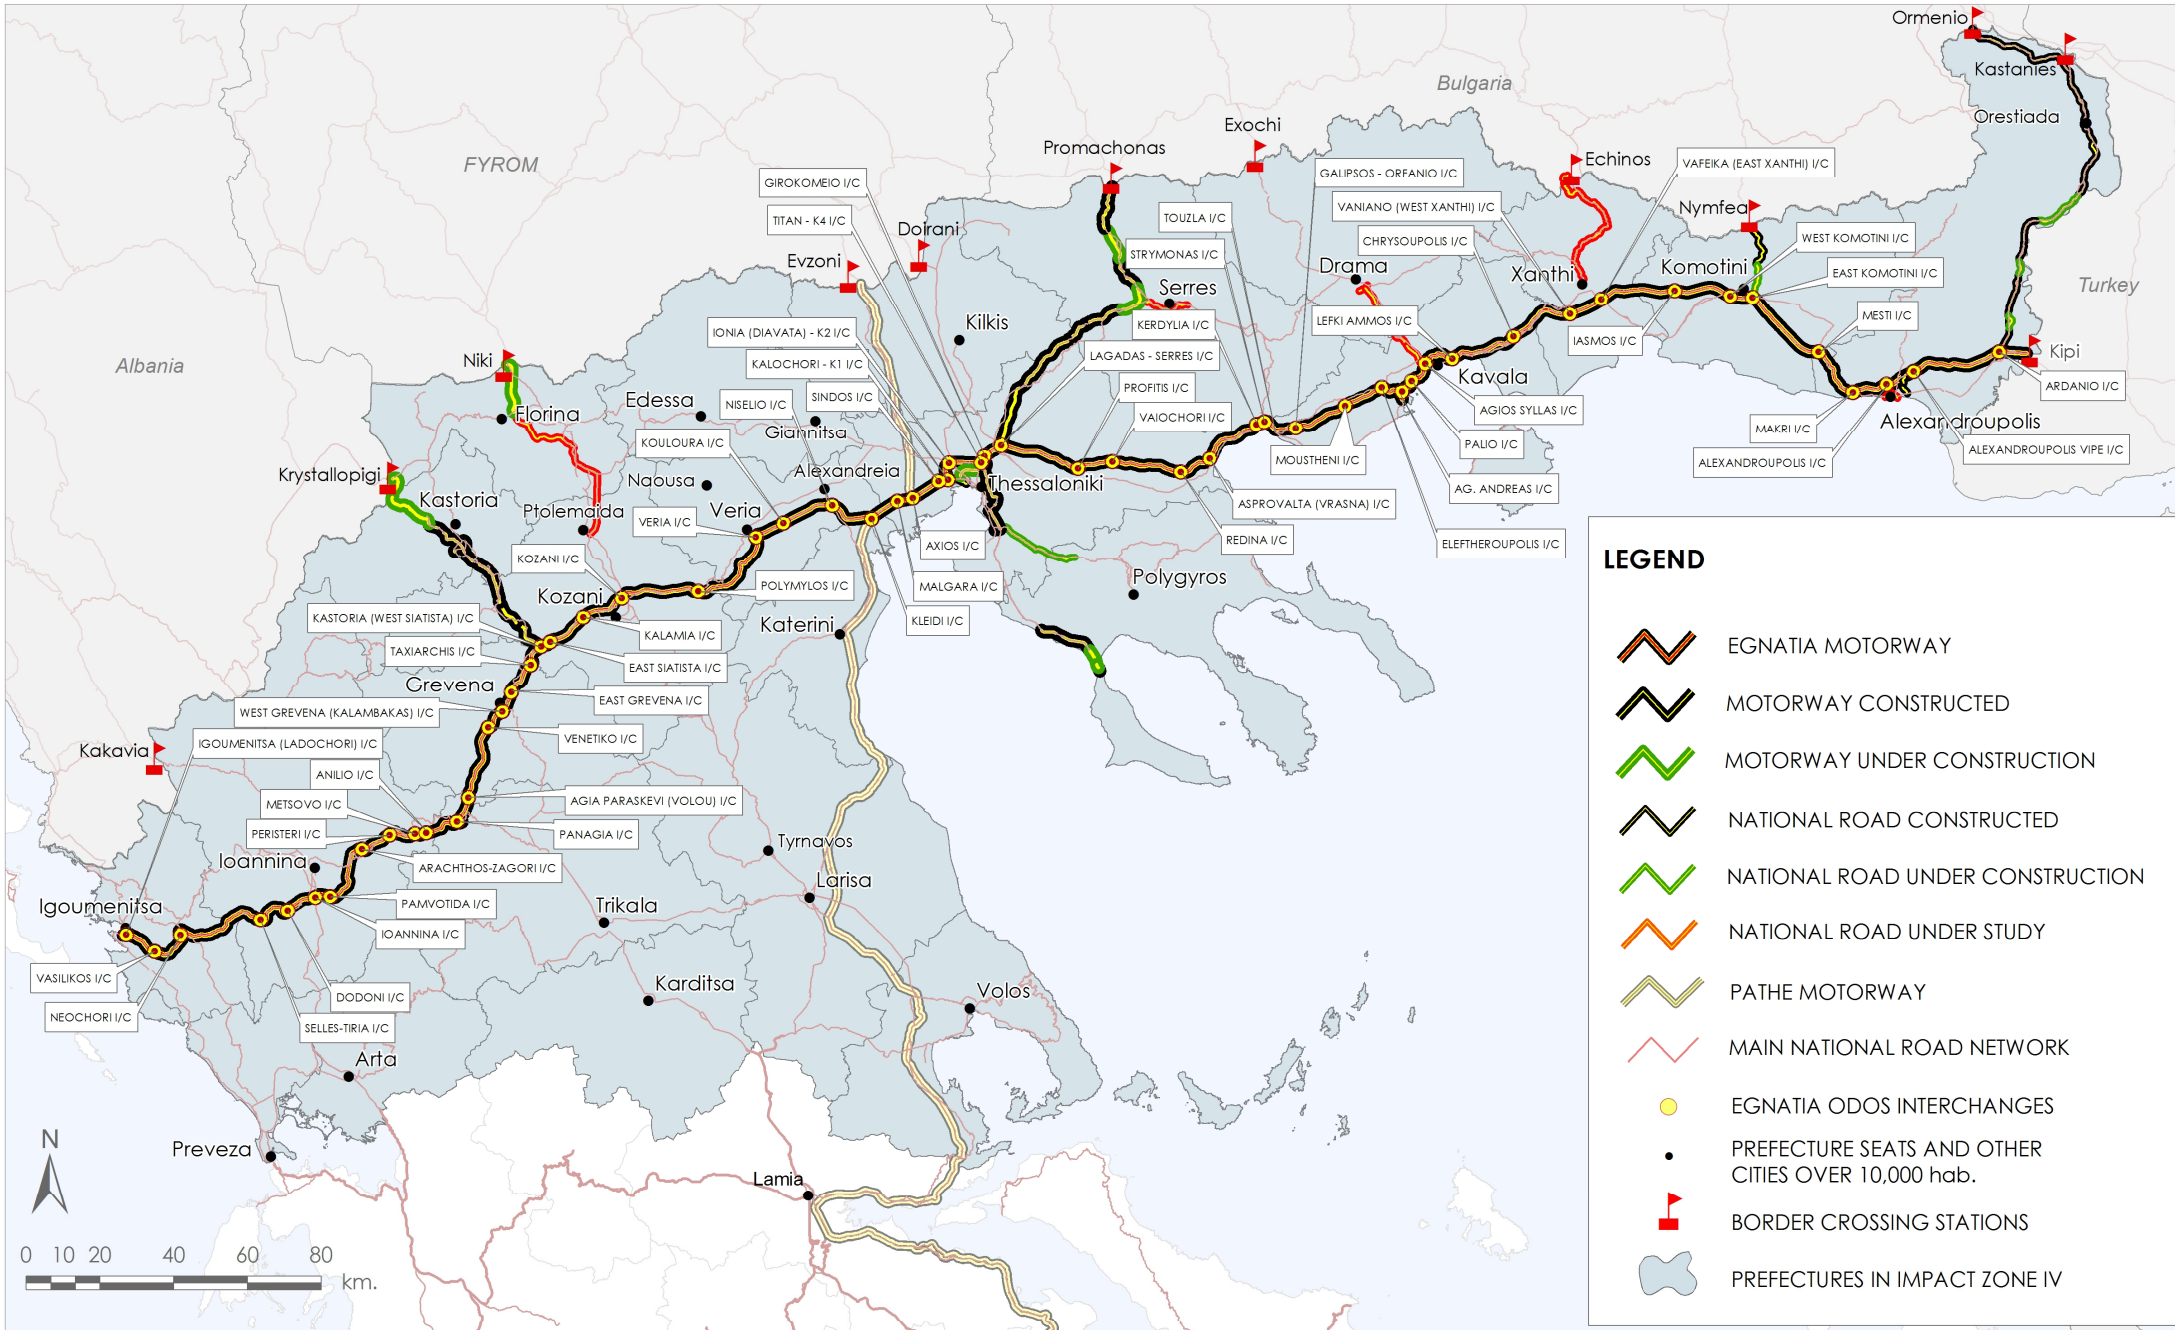 Ormenio
Kastanies
Bulgaria
Orestiada
Exochi
Promachonas
Echinos
VAFEIKA (EAST XANTHI) I/C
FYROM
GIROKOMEIO I/C
GALIPSOS - ORFANIO I/C
TITAN - K4 I/C
TOUZLA I/C
VANIANO (WEST XANTHI) I/C
Nymfea
Doirani
CHRYSOUPOLIS I/C
WEST KOMOTINI I/C
STRYMONAS I/C
Evzoni
Drama
Xanthi
Komotini
EAST KOMOTINI I/C
Turkey
Serres
IONIA (DIAVATA) - K2 I/C
Kilkis
KERDYLIA I/C
LEFKI AMMOS I/C
MESTI I/C
IASMOS I/C
Albania
Niki
KALOCHORI - K1 I/C
LAGADAS - SERRES I/C
Kipi
Kavala
PROFITIS I/C
ARDANIO I/C
Edessa
NISELIO I/C
SINDOS I/C
Florina
VAIOCHORI I/C
AGIOS SYLLAS I/C
Alexandroupolis
MAKRI I/C
Giannitsa
KOULOURA I/C
PALIO I/C
ALEXANDROUPOLIS VIPE I/C
MOUSTHENI I/C
ALEXANDROUPOLIS I/C
Krystallopigi
Alexandreia
Naousa
Thessaloniki
AG. ANDREAS I/C
Kastoria
Ptolemaida
Veria
VERIA I/C
ASPROVALTA (VRASNA) I/C
REDINA I/C
ELEFTHEROUPOLIS I/C
AXIOS I/C
KOZANI I/C
Polygyros
POLYMYLOS I/C
MALGARA I/C
Kozani
KASTORIA (WEST SIATISTA) I/C
Katerini
KLEIDI I/C
KALAMIA I/C
TAXIARCHIS I/C
EAST SIATISTA I/C
Grevena
EAST GREVENA I/C
WEST GREVENA (KALAMBAKAS) I/C
VENETIKO I/C
Kakavia
IGOUMENITSA (LADOCHORI) I/C
ANILIO I/C
METSOVO I/C
AGIA PARASKEVI (VOLOU) I/C
PERISTERI I/C
PANAGIA I/C
Tyrnavos
Ioannina
ARACHTHOS-ZAGORI I/C
Larisa
Igoumenitsa
PAMVOTIDA I/C
Trikala
IOANNINA I/C
VASILIKOS I/C
Karditsa
Volos
DODONI I/C
NEOCHORI I/C
SELLES-TIRIA I/C
Arta
Preveza
Lamia
N
0 10 20 40 60 80
km.
LEGEND
EGNATIA MOTORWAY
MOTORWAY CONSTRUCTED
MOTORWAY UNDER CONSTRUCTION
NATIONAL ROAD CONSTRUCTED
NATIONAL ROAD UNDER CONSTRUCTION
NATIONAL ROAD UNDER STUDY
PATHE MOTORWAY
MAIN NATIONAL ROAD NETWORK
EGNATIA ODOS INTERCHANGES
PREFECTURE SEATS AND OTHER
CITIES OVER 10,000 hab.
BORDER CROSSING STATIONS
PREFECTURES IN IMPACT ZONE IV